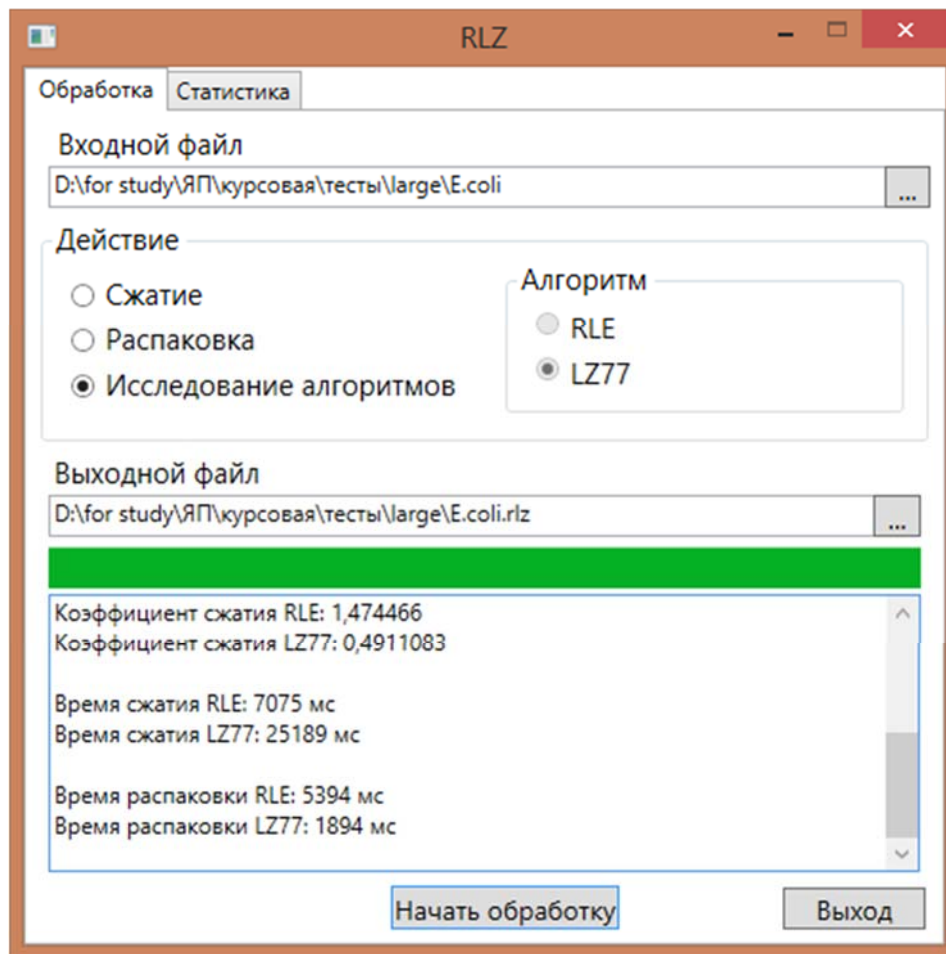 RLZ
Обработка Статистика
Входной файл
D:\for study\ЯП\курсовая\тесты\large\E.coli
...
Действие
Сжатие
Распаковка
Исследование алгоритмов
Алгоритм
RLE
LZ77
Выходной файл
D:\for study\ЯП\курсовая\тесты\large\E.coli.rlz
...
Коэффициент сжатия RLE: 1,474466
Коэффициент сжатия LZ77: 0,4911083
Время сжатия RLE: 7075 мс
Время сжатия LZ77: 25189 мс
Время распаковки RLE: 5394 мс
Время распаковки LZ77: 1894 мс
Начать обработку Выход